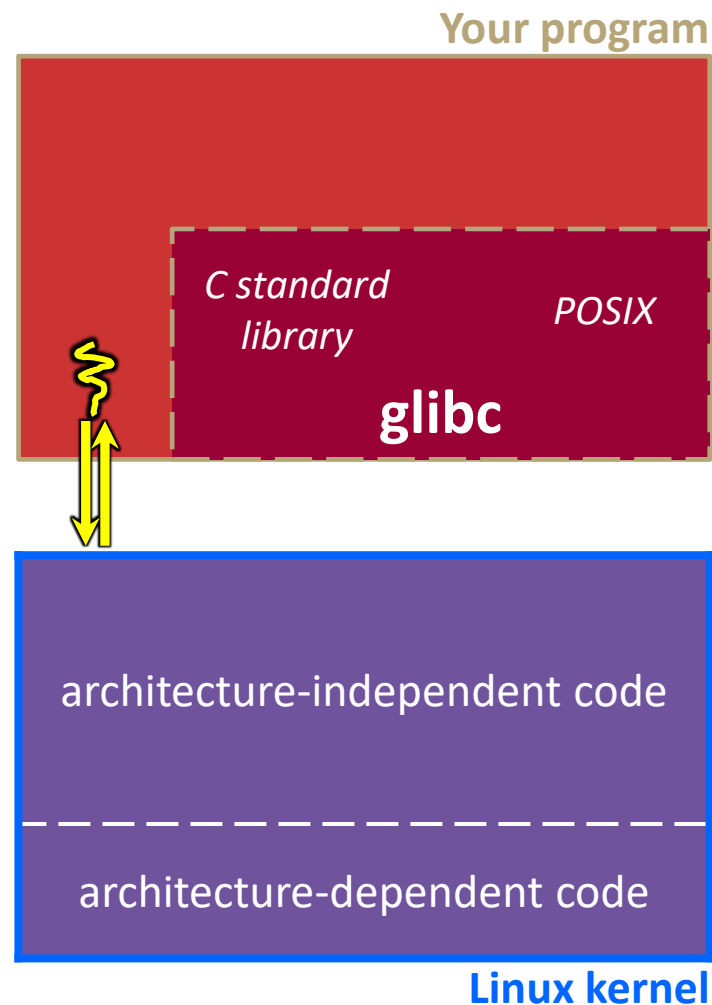 Your program
C standard
library
POSIX
glibc
architecture-independent code
architecture-dependent code
Linux kernel